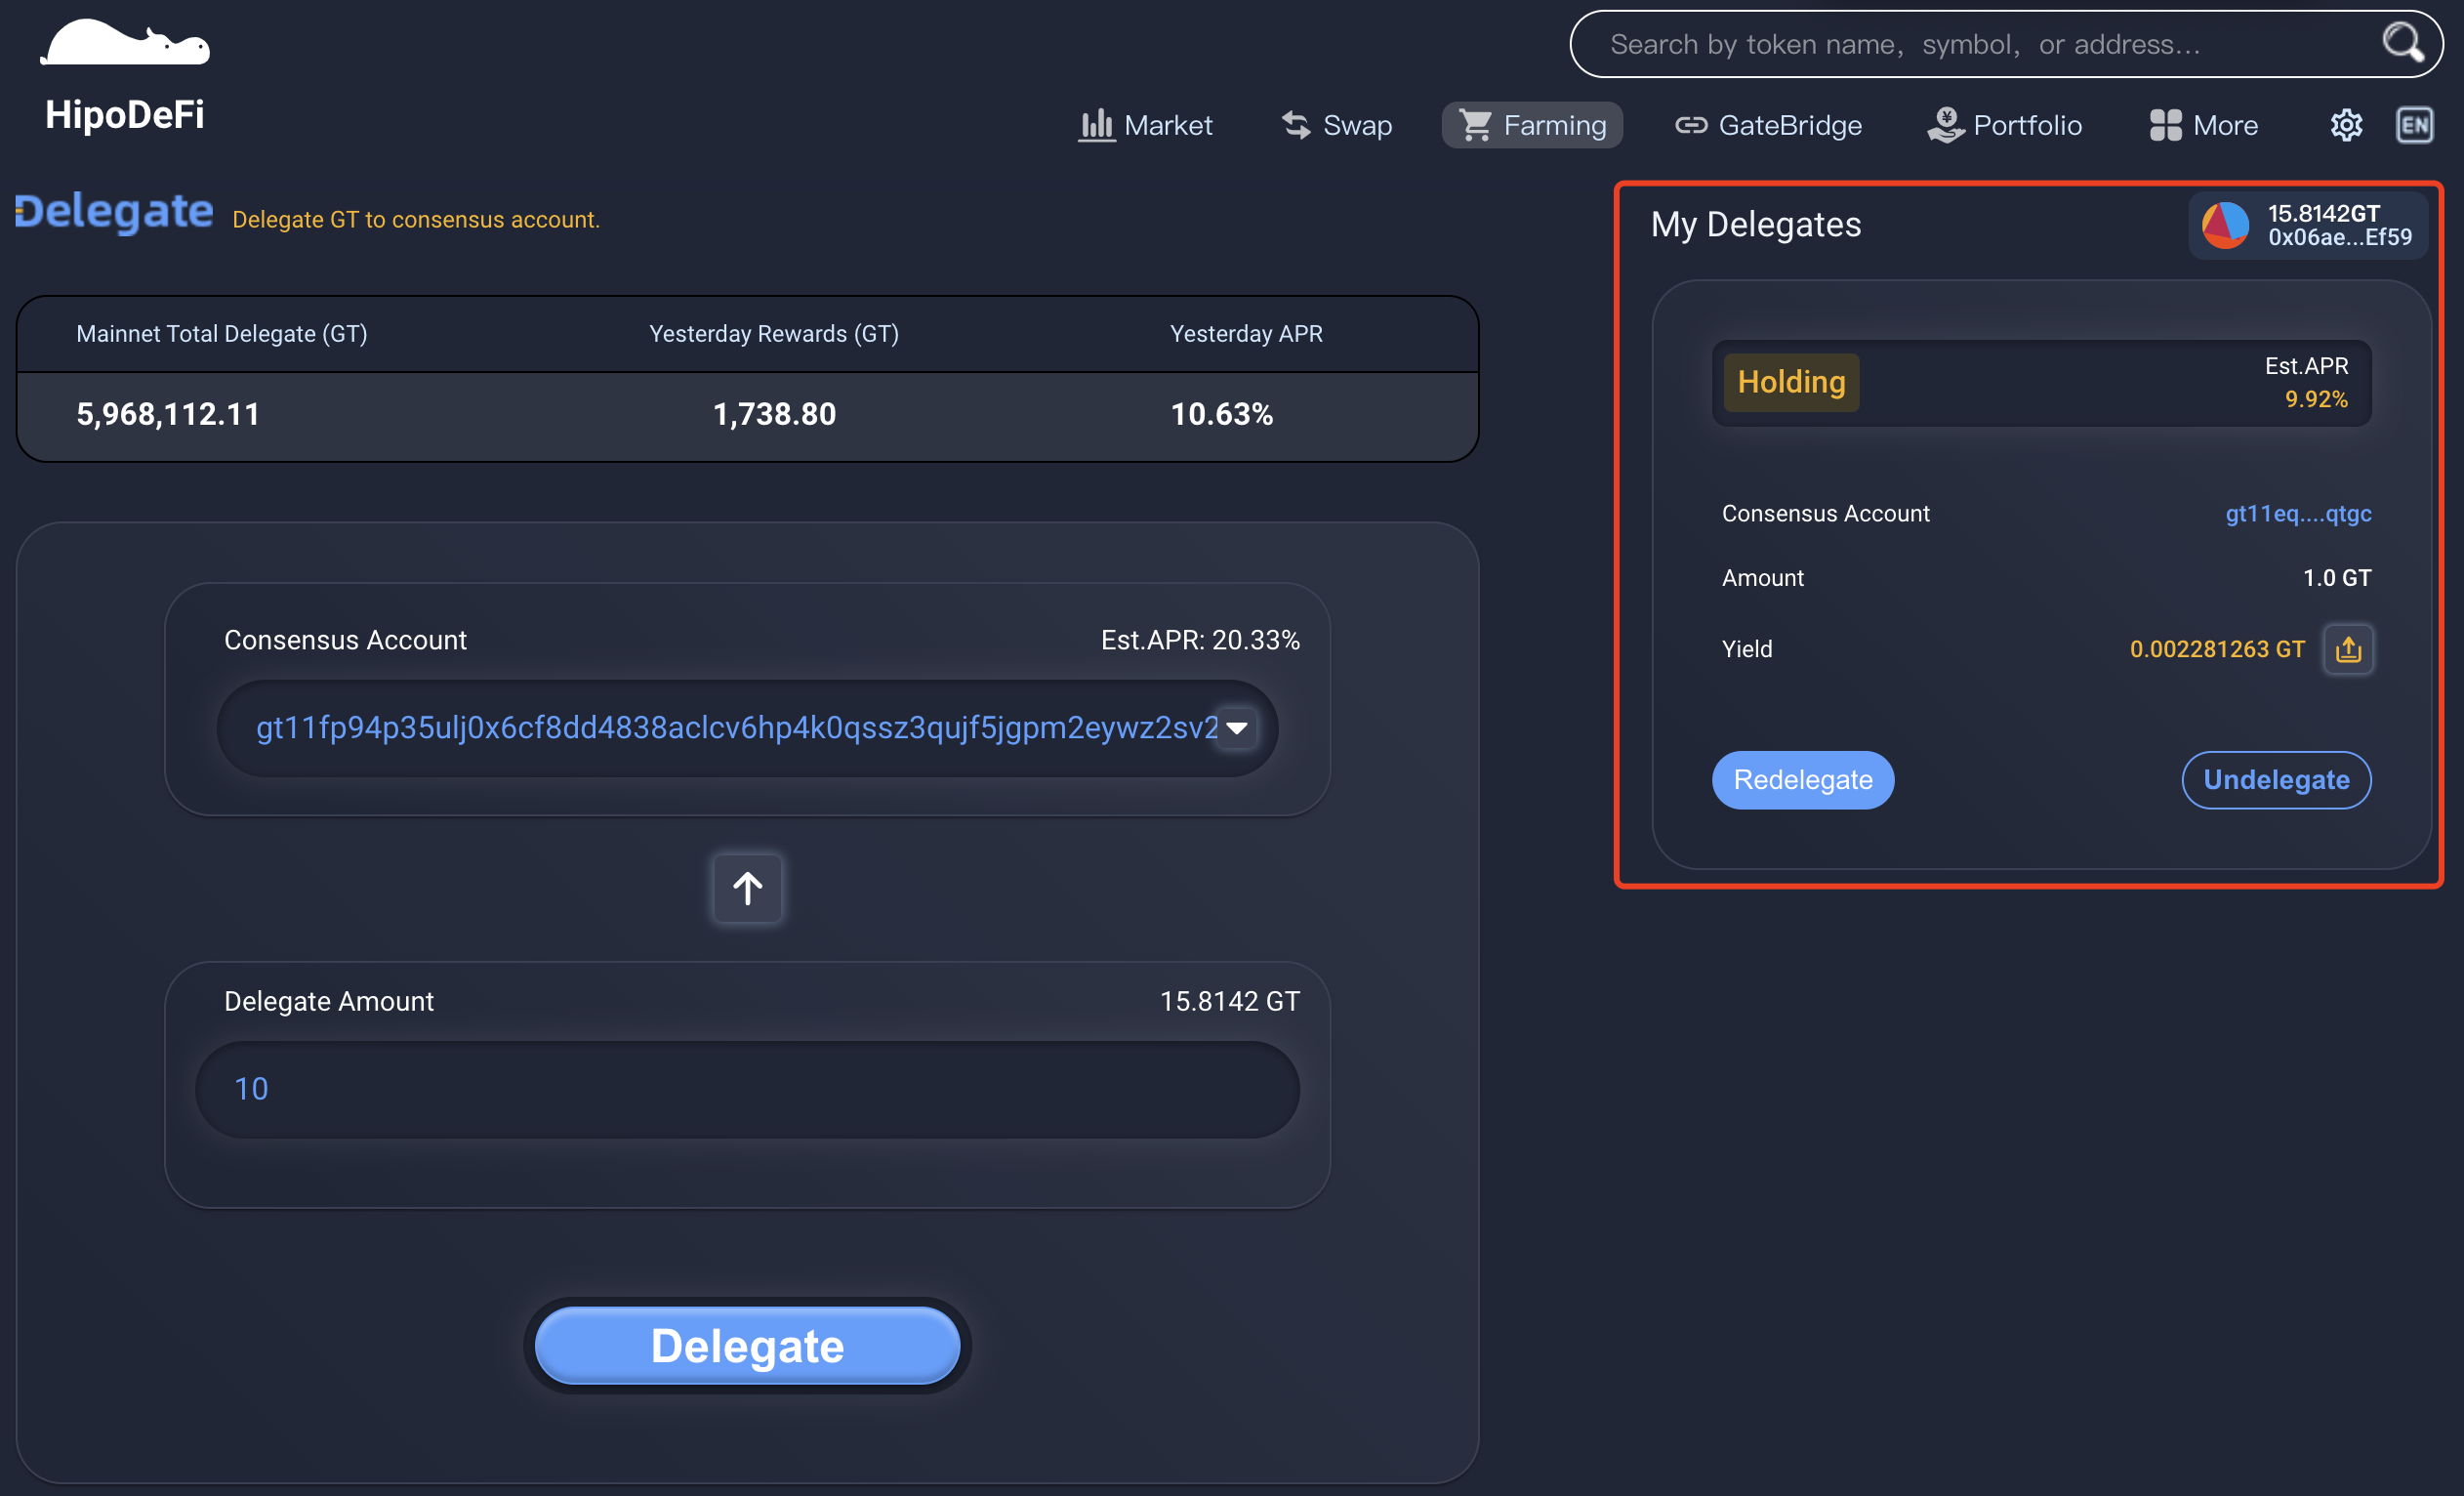 HipoDeFi
Search by token name, symbol, or address...
Market
Swap
Farming
GateBridge
Portfolio
More
EN
Delegate
Delegate GT to consensus account.
Mainnet Total Delegate (GT)
Yesterday Rewards (GT)
Yesterday APR
5,968,112.11
1,738.80
10.63%
Consensus Account
Est.APR: 20.33%
gt11fp94p35ulj0x6cf8dd4838aclcv6hp4k0qssz3qujf5jgpm2eywz2sv2
Delegate Amount
15.8142 GT
10
Delegate
My Delegates
15.8142GT
0x06ae...Ef59
Holding
Est.APR
9.92%
Consensus Account
gt11eq....qtgc
Amount
1.0 GT
Yield
0.002281263 GT
Redelegate
Undelegate